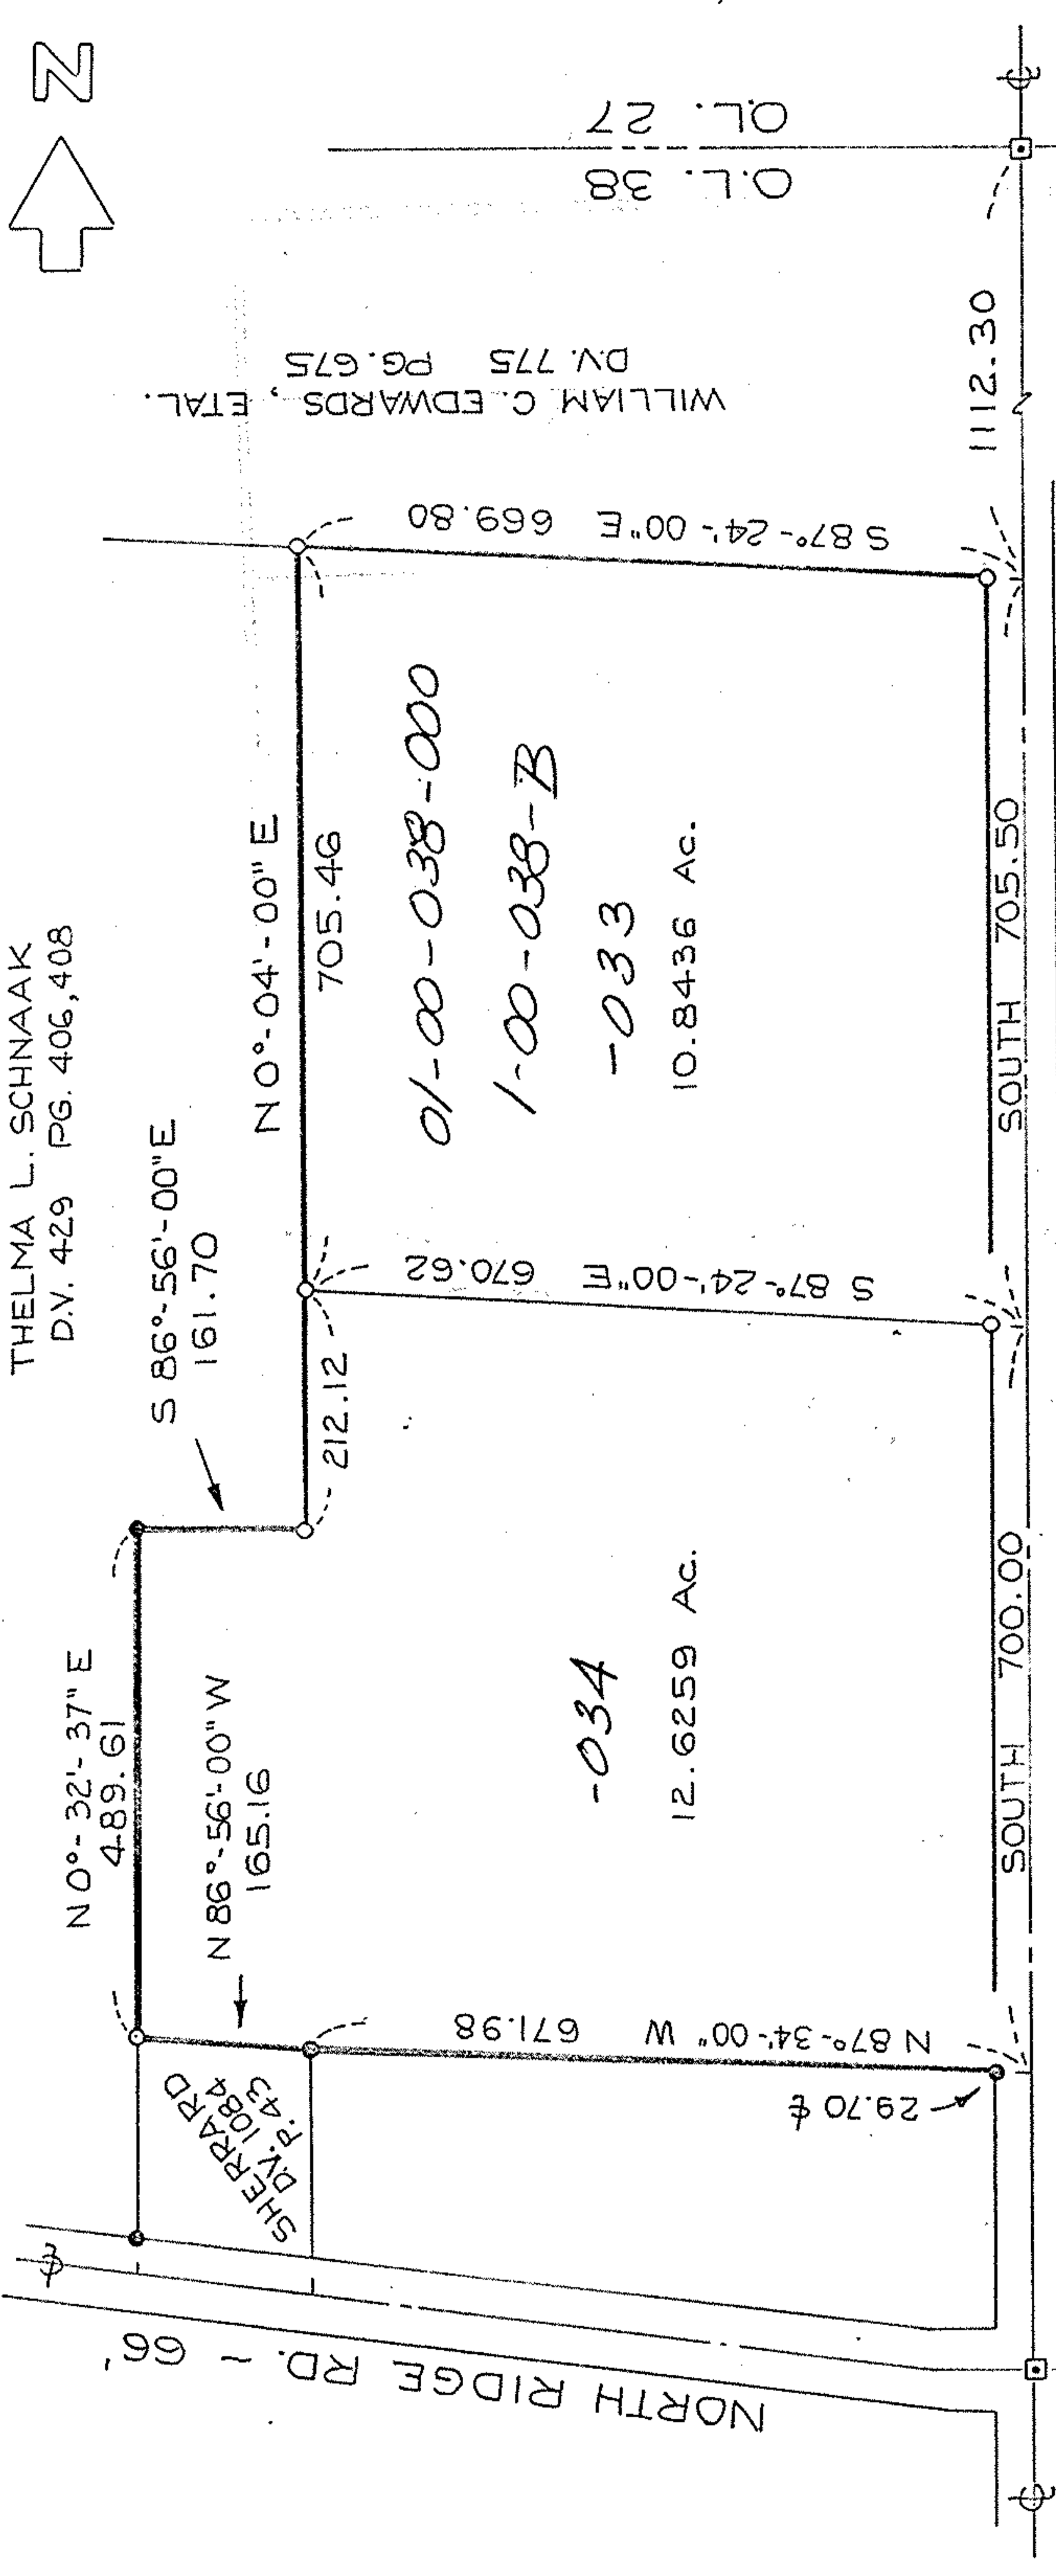 N
O.L. 27
O.L. 38
WILLIAM C. EDWARDS, ETAL.
D.V. 775 PG. 675
1112.30
S 87°-24'-00"E 669.80
THELMA L. SCHNAAK
D.V. 429 PG. 406,408
N 0°-04'-00" E
705.46
01-00-038-000
1-00-038-B
-033
10.8436 Ac.
SOUTH 705.50
S 86°-56'-00"E
161.70
212.12
S 87°-24'-00"E 670.62
N 0°-32'-37" E
489.61
N 86°-56'-00" W
165.16
-034
12.6259 Ac.
SOUTH 700.00
N 87°-34'-00" W 671.98
29.70 ℄
SHERRARD
D.V. 1084
P. 43
℄
NORTH RIDGE RD. ~ 66'